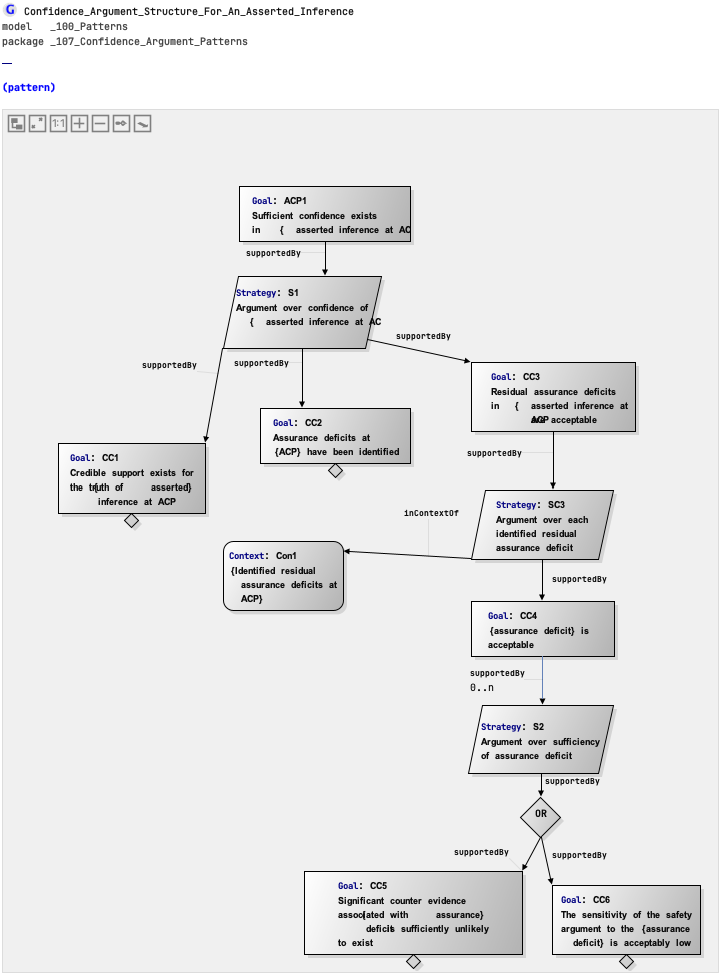 G Confidence_Argument_Structure_For_An_Asserted_Inference
model _100_Patterns
package _107_Confidence_Argument_Patterns
(pattern)
1:1
Goal: ACP1
Sufficient confidence exists
in { asserted inference at AC
supportedBy
Strategy: S1
Argument over confidence of
{ asserted inference at AC
supportedBy
supportedBy
supportedBy
Goal: CC3
Residual assurance deficits
in { asserted inference at
ACP acceptable
Goal: CC2
Assurance deficits at
{ACP} have been identified
Goal: CC1
Credible support exists for
the truth of asserted}
inference at ACP
supportedBy
Strategy: SC3
Argument over each
identified residual
assurance deficit
inContextOf
Context: Con1
{Identified residual
assurance deficits at
ACP}
supportedBy
Goal: CC4
{assurance deficit} is
acceptable
supportedBy
0..n
Strategy: S2
Argument over sufficiency
of assurance deficit
supportedBy
OR
supportedBy
supportedBy
Goal: CC5
Significant counter evidence
associated with assurance}
deficit sufficiently unlikely
to exist
Goal: CC6
The sensitivity of the safety
argument to the {assurance
deficit} is acceptably low